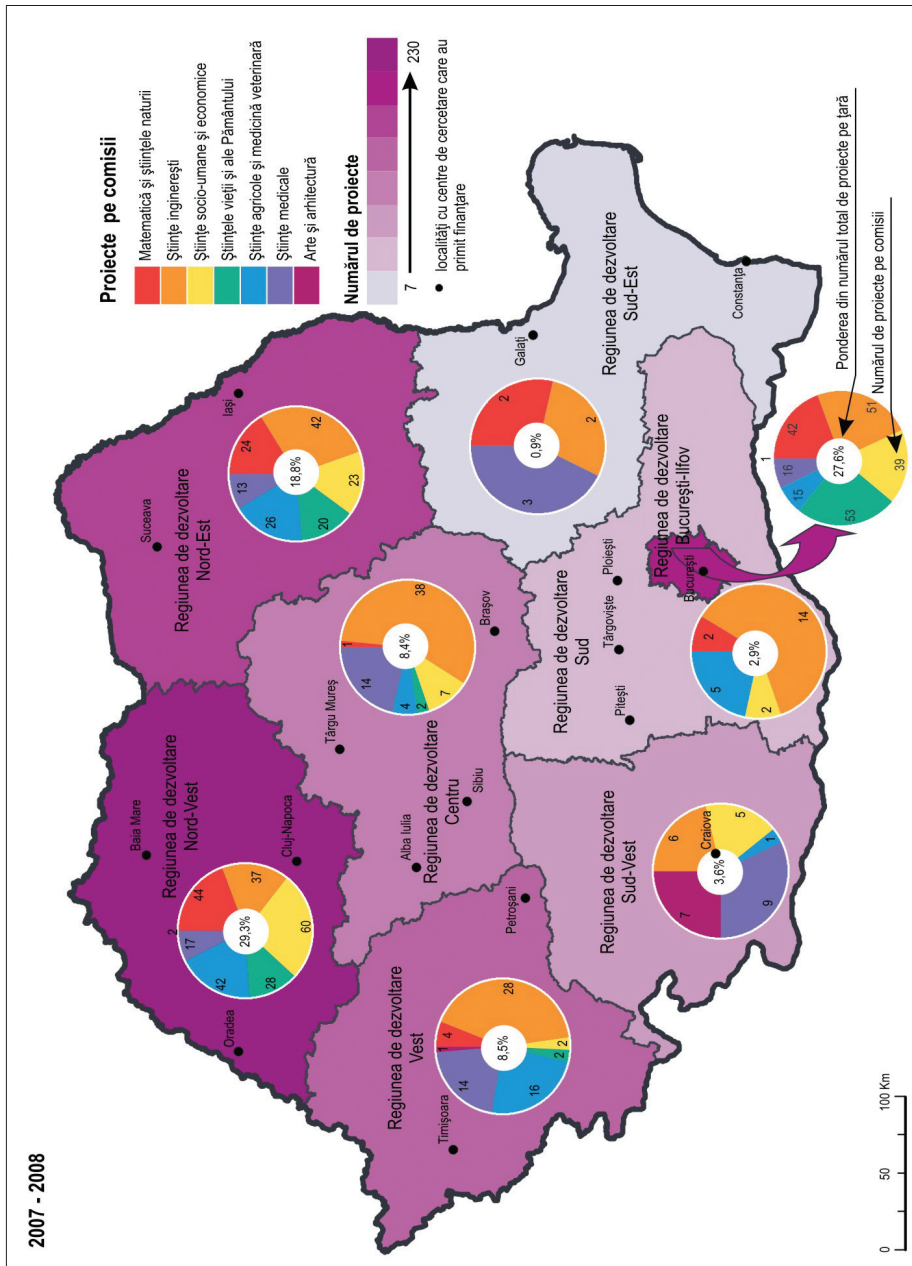 2007 - 2008
Proiecte pe comisii
Matematică și științele naturii
Științe inginerești
Științe socio-umane și economice
Științele vieții și ale Pământului
Științe agricole și medicină veterinară
Științe medicale
Arte și arhitectură
Numărul de proiecte
7
230
localități cu centre de cercetare care au
primit finanțare
Regiunea de dezvoltare
Nord-Vest
Baia Mare
Oradea
Cluj-Napoca
2
44
37
60
28
42
17
29,3%
Regiunea de dezvoltare
Nord-Est
Suceava
Iași
24
42
23
20
26
13
18,8%
Regiunea de dezvoltare
Vest
Timișoara
Petroșani
1
4
28
2
2
16
14
8,5%
Regiunea de dezvoltare
Centru
Târgu Mureș
Alba Iulia
Sibiu
Brașov
1
38
7
2
4
14
8,4%
Regiunea de dezvoltare
Sud-Est
Galați
Constanța
2
2
3
0,9%
Regiunea de dezvoltare
Sud-Vest
Craiova
6
5
1
9
7
3,6%
Regiunea de dezvoltare
Sud
Pitești
Târgoviște
Ploiești
2
14
2
5
2,9%
Regiunea de dezvoltare
București-Ilfov
București
1
42
51
39
53
15
16
27,6%
Ponderea din numărul total de proiecte pe țară
Numărul de proiecte pe comisii
0
50
100 Km